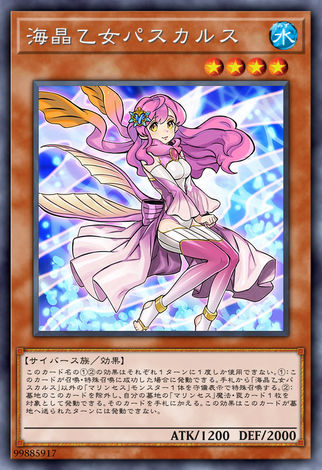 海晶乙女パスカルス
水
【サイバース族/効果】
このカード名の①②の効果はそれぞれ1ターンに1度しか使用できない。①:こ
のカードが召喚・特殊召喚に成功した場合に発動できる。手札から「海晶乙女パ
スカルス」以外の「マリンセス」モンスター1体を守備表示で特殊召喚する。②:
墓地のこのカードを除外し、自分の墓地の「マリンセス」魔法・罠カード1枚を
対象として発動できる。そのカードを手札に加える。この効果はこのカードが墓
地へ送られたターンには発動できない。
ATK/1200 DEF/2000
99885917